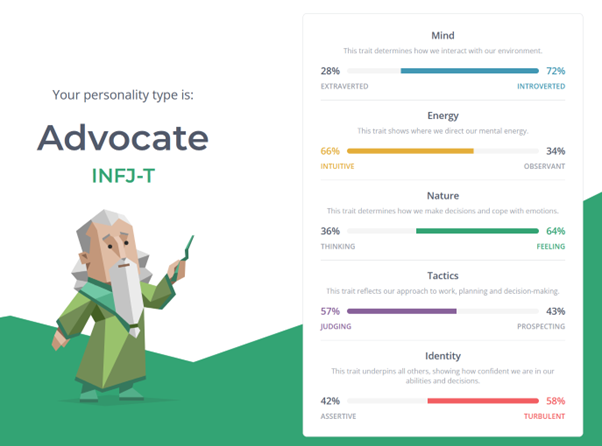 Your personality type is:
Advocate
INFJ-T
Mind
This trait determines how we interact with our environment.
28% 72%
EXTRAVERTED INTROVERTED
Energy
This trait shows where we direct our mental energy.
66% 34%
INTUITIVE OBSERVANT
Nature
This trait determines how we make decisions and cope with emotions.
36% 64%
THINKING FEELING
Tactics
This trait reflects our approach to work, planning and decision-making.
57% 43%
JUDGING PROSPECTING
Identity
This trait underpins all others, showing how confident we are in our
abilities and decisions.
42% 58%
ASSERTIVE TURBULENT